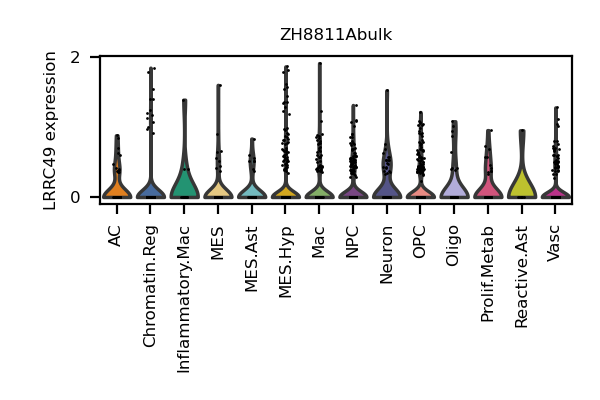 ZH8811Abulk
LRRC49 expression
2
0
AC
Chromatin.Reg
Inflammatory.Mac
MES
MES.Ast
MES.Hyp
Mac
NPC
Neuron
OPC
Oligo
Prolif.Metab
Reactive.Ast
Vasc